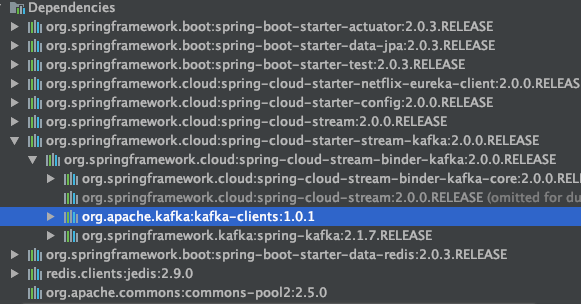 Dependencies
org.springframework.boot:spring-boot-starter-actuator:2.0.3.RELEASE
org.springframework.boot:spring-boot-starter-data-jpa:2.0.3.RELEASE
org.springframework.boot:spring-boot-starter-test:2.0.3.RELEASE
org.springframework.cloud:spring-cloud-starter-netflix-eureka-client:2.0.0.RELEASE
org.springframework.cloud:spring-cloud-starter-config:2.0.0.RELEASE
org.springframework.cloud:spring-cloud-stream:2.0.0.RELEASE
org.springframework.cloud:spring-cloud-starter-stream-kafka:2.0.0.RELEASE
org.springframework.cloud:spring-cloud-stream-binder-kafka:2.0.0.RELEASE
org.springframework.cloud:spring-cloud-stream-binder-kafka-core:2.0.0.REL
org.springframework.cloud:spring-cloud-stream:2.0.0.RELEASE (omitted for du
org.apache.kafka:kafka-clients:1.0.1
org.springframework.kafka:spring-kafka:2.1.7.RELEASE
org.springframework.boot:spring-boot-starter-data-redis:2.0.3.RELEASE
redis.clients:jedis:2.9.0
org.apache.commons:commons-pool2:2.5.0